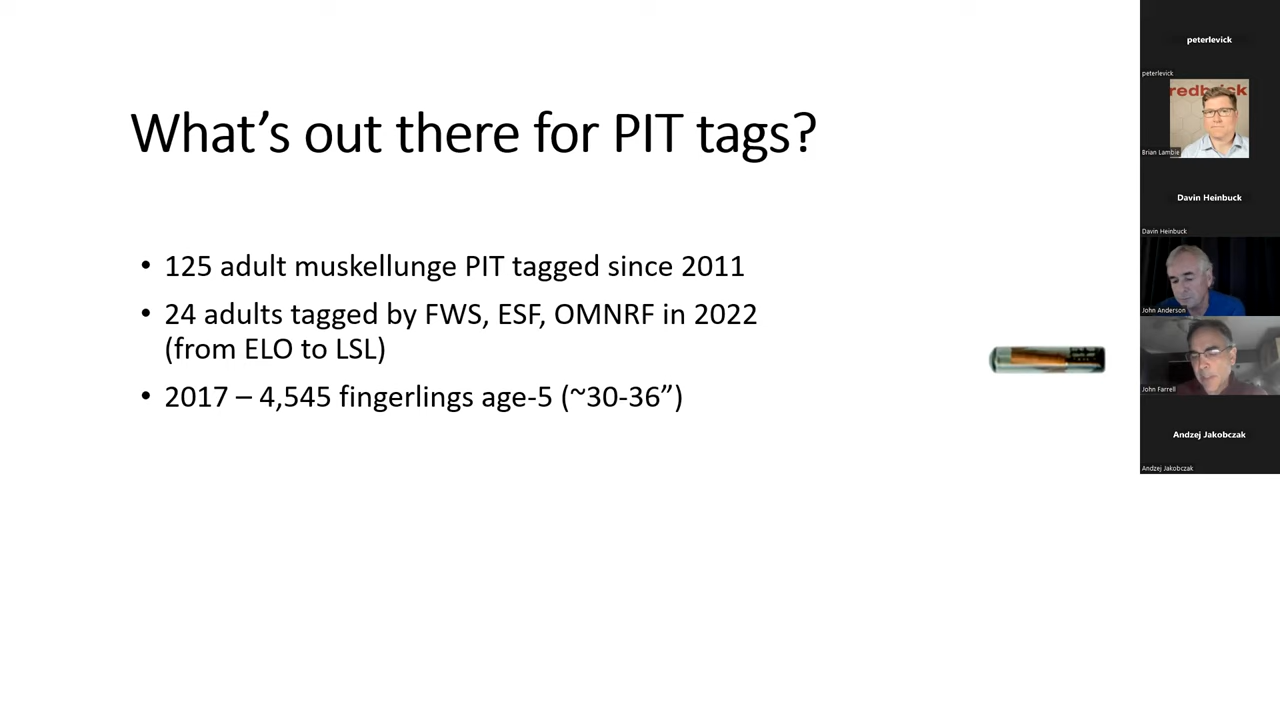 What's out there for PIT tags?
• 125 adult muskellunge PIT tagged since 2011
• 24 adults tagged by FWS, ESF, OMNRF in 2022
(from ELO to LSL)
• 2017 – 4,545 fingerlings age-5 (~30-36”)
peterlevick
peterlevick
redbrick
Brian Lambie
Davin Heinbuck
Davin Heinbuck
John Anderson
John Farrell
Andzej Jakobczak
Andzej Jakobczak